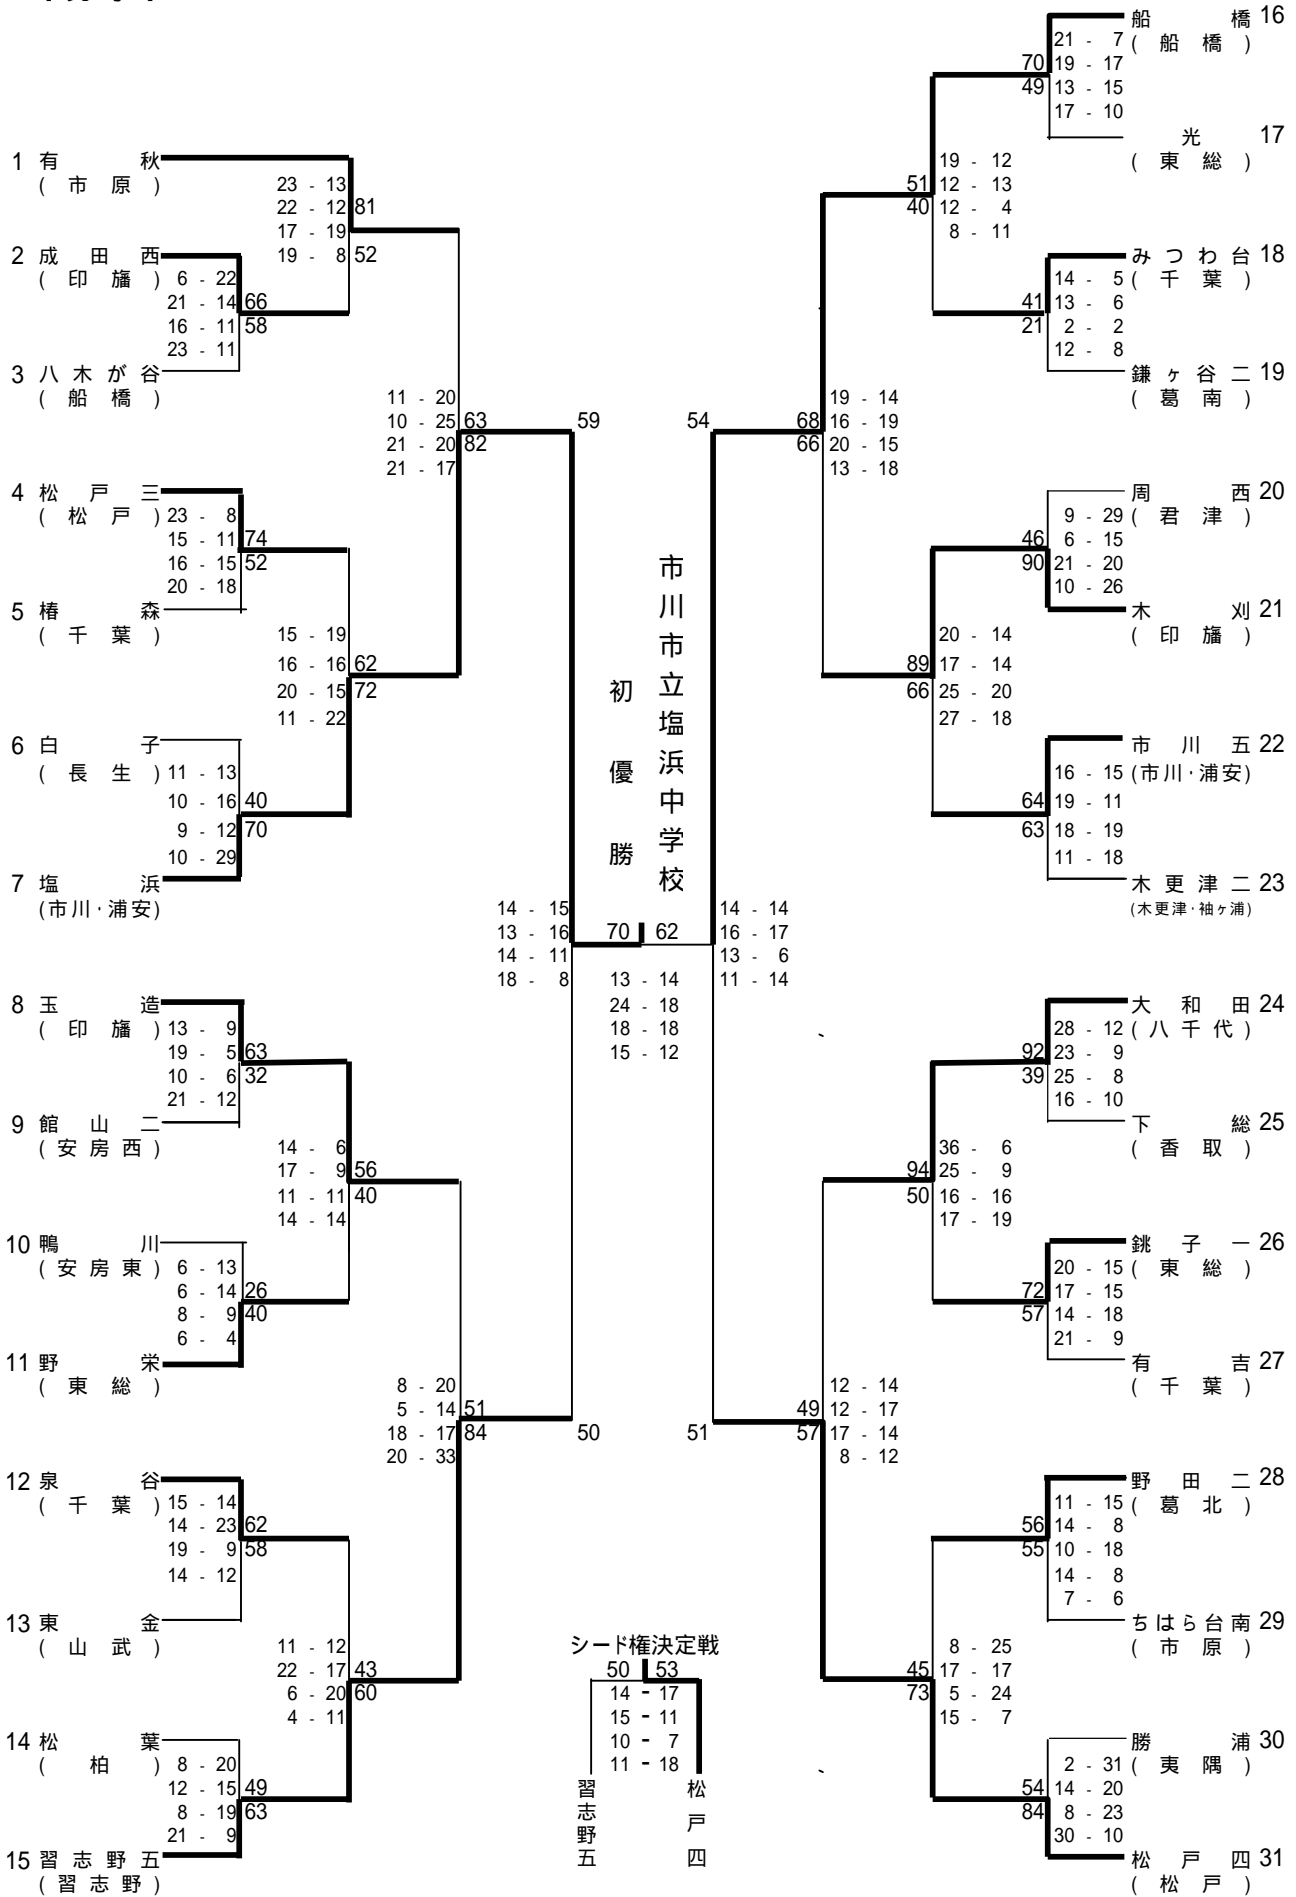 1 有秋
(市原)
23 - 13
22 - 12 81
17 - 19
19 - 8 52
2 成田西
(印旛)
6 - 22
21 - 14 66
16 - 11 58
23 - 11
3 八木が谷
(船橋)
11 - 20
10 - 25 63
21 - 20 82
21 - 17
59
4 松戸三
(松戸)
23 - 8
15 - 11 74
16 - 15 52
20 - 18
5 椿森
(千葉)
15 - 19
16 - 16 62
20 - 15 72
11 - 22
6 白子
(長生)
11 - 13
10 - 16 40
9 - 12 70
10 - 29
7 塩浜
(市川・浦安)
14 - 15
13 - 16
14 - 11
18 - 8
8 玉造
(印旛)
13 - 9
19 - 5 63
10 - 6 32
21 - 12
9 館山二
(安房西)
14 - 6
17 - 9 56
11 - 11 40
14 - 14
10 鴨川
(安房東)
6 - 13
6 - 14 26
8 - 9 40
6 - 4
11 野栄
(東総)
8 - 20
5 - 14 51
18 - 17 84
20 - 33
50
12 泉谷
(千葉)
15 - 14
14 - 23 62
19 - 9 58
14 - 12
13 東金
(山武)
11 - 12
22 - 17 43
6 - 20 60
4 - 11
14 松葉
(柏)
8 - 20
12 - 15 49
8 - 19 63
21 - 9
15 習志野五
(習志野)
市川市立塩浜中学校
初優勝
70 62
13 - 14
24 - 18
18 - 18
15 - 12
シード権決定戦
50 53
14 - 17
15 - 11
10 - 7
11 - 18
習志野五
松戸四
船橋 16
(船橋)
21 - 7
70 19 - 17
49 13 - 15
17 - 10
光 17
(東総)
19 - 12
51 12 - 13
40 12 - 4
8 - 11
みつわ台 18
(千葉)
14 - 5
41 13 - 6
21 2 - 2
12 - 8
鎌ヶ谷二 19
(葛南)
54
19 - 14
68 16 - 19
66 20 - 15
13 - 18
周西 20
(君津)
9 - 29
46 6 - 15
90 21 - 20
10 - 26
木刈 21
(印旛)
20 - 14
89 17 - 14
66 25 - 20
27 - 18
市川五 22
(市川・浦安)
16 - 15
64 19 - 11
63 18 - 19
11 - 18
木更津二 23
(木更津・袖ヶ浦)
14 - 14
16 - 17
13 - 6
11 - 14
大和田 24
(八千代)
28 - 12
92 23 - 9
39 25 - 8
16 - 10
下総 25
(香取)
36 - 6
94 25 - 9
50 16 - 16
17 - 19
銚子一 26
(東総)
20 - 15
72 17 - 15
57 14 - 18
21 - 9
有吉 27
(千葉)
51
12 - 14
49 12 - 17
57 17 - 14
8 - 12
野田二 28
(葛北)
11 - 15
56 14 - 8
55 10 - 18
14 - 8
7 - 6
ちはら台南 29
(市原)
8 - 25
45 17 - 17
73 5 - 24
15 - 7
勝浦 30
(夷隅)
2 - 31
54 14 - 20
84 8 - 23
30 - 10
松戸四 31
(松戸)